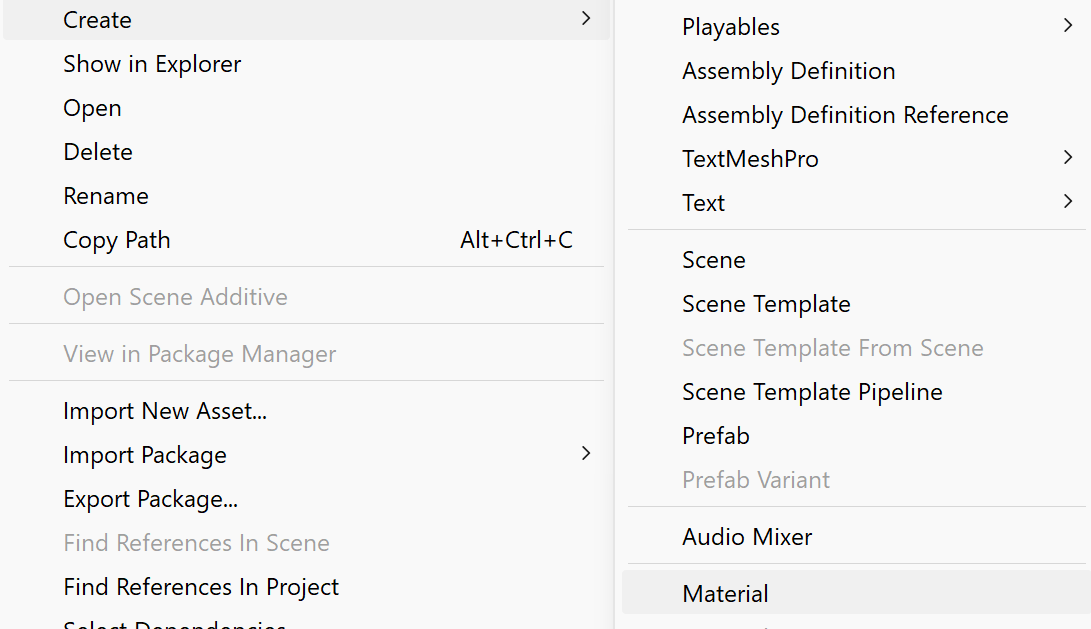 Create
Show in Explorer
Open
Delete
Rename
Copy Path Alt+Ctrl+C
Open Scene Additive
View in Package Manager
Import New Asset...
Import Package
Export Package...
Find References In Scene
Find References In Project
Select Dependencies
Playables
Assembly Definition
Assembly Definition Reference
TextMeshPro
Text
Scene
Scene Template
Scene Template From Scene
Scene Template Pipeline
Prefab
Prefab Variant
Audio Mixer
Material